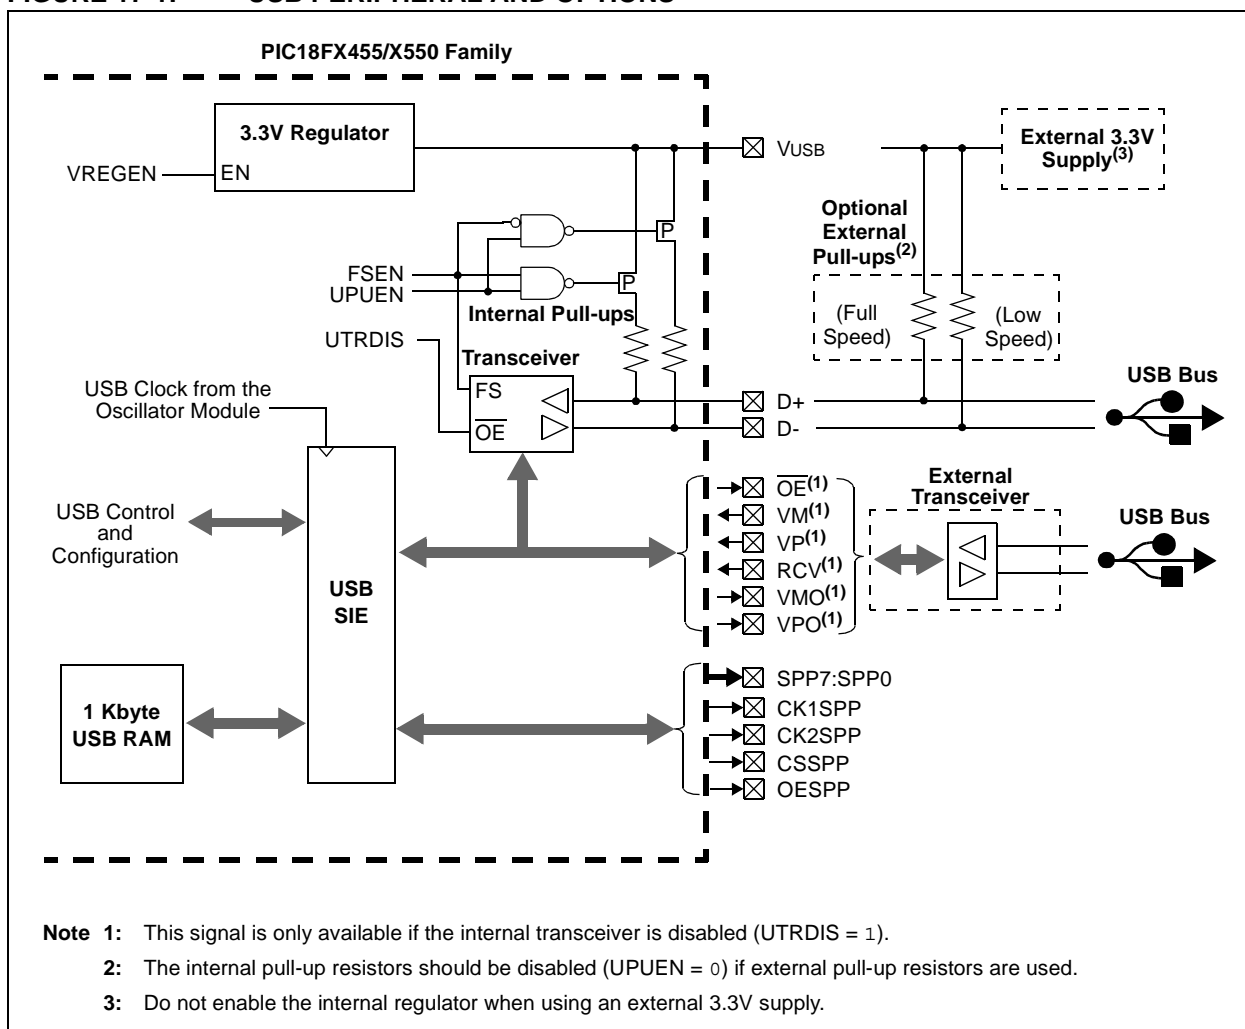 PIC18FX455/X550 Family
3.3V Regulator
EN
VREGEN
VUSB
External 3.3V
Supply(3)
Optional
External
Pull-ups(2)
P
P
FSEN
UPUEN
Internal Pull-ups
(Full
Speed)
(Low
Speed)
UTRDIS
Transceiver
FS
OE
USB Clock from the
Oscillator Module
D+
D-
USB Bus
USB Control
and
Configuration
USB
SIE
OE(1)
VM(1)
VP(1)
RCV(1)
VMO(1)
VPO(1)
External
Transceiver
USB Bus
1 Kbyte
USB RAM
SPP7:SPP0
CK1SPP
CK2SPP
CSSPP
OESPP
Note 1: This signal is only available if the internal transceiver is disabled (UTRDIS = 1).
2: The internal pull-up resistors should be disabled (UPUEN = 0) if external pull-up resistors are used.
3: Do not enable the internal regulator when using an external 3.3V supply.